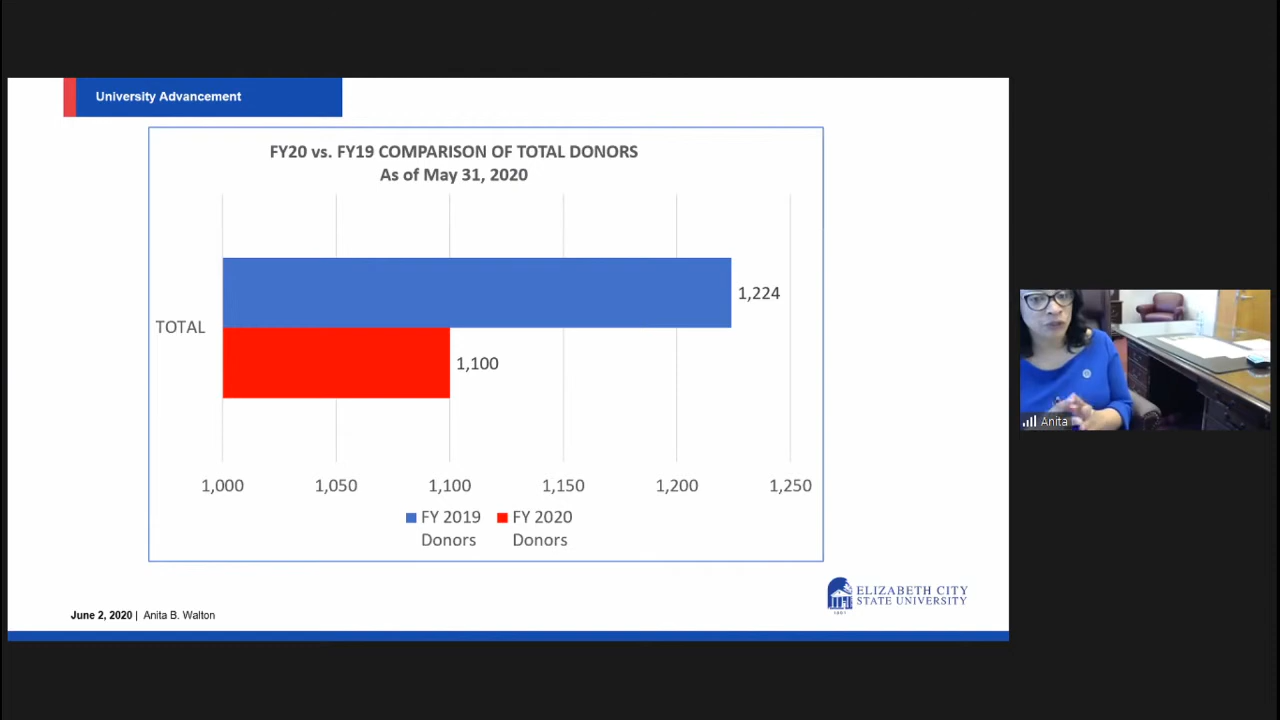 University Advancement
FY20 vs. FY19 COMPARISON OF TOTAL DONORS
As of May 31, 2020
1,224
TOTAL
1,100
1,000 1,050 1,100 1,150 1,200 1,250
FY 2019 Donors
FY 2020 Donors
ELIZABETH CITY
STATE UNIVERSITY
1891
June 2, 2020 | Anita B. Walton
Anita